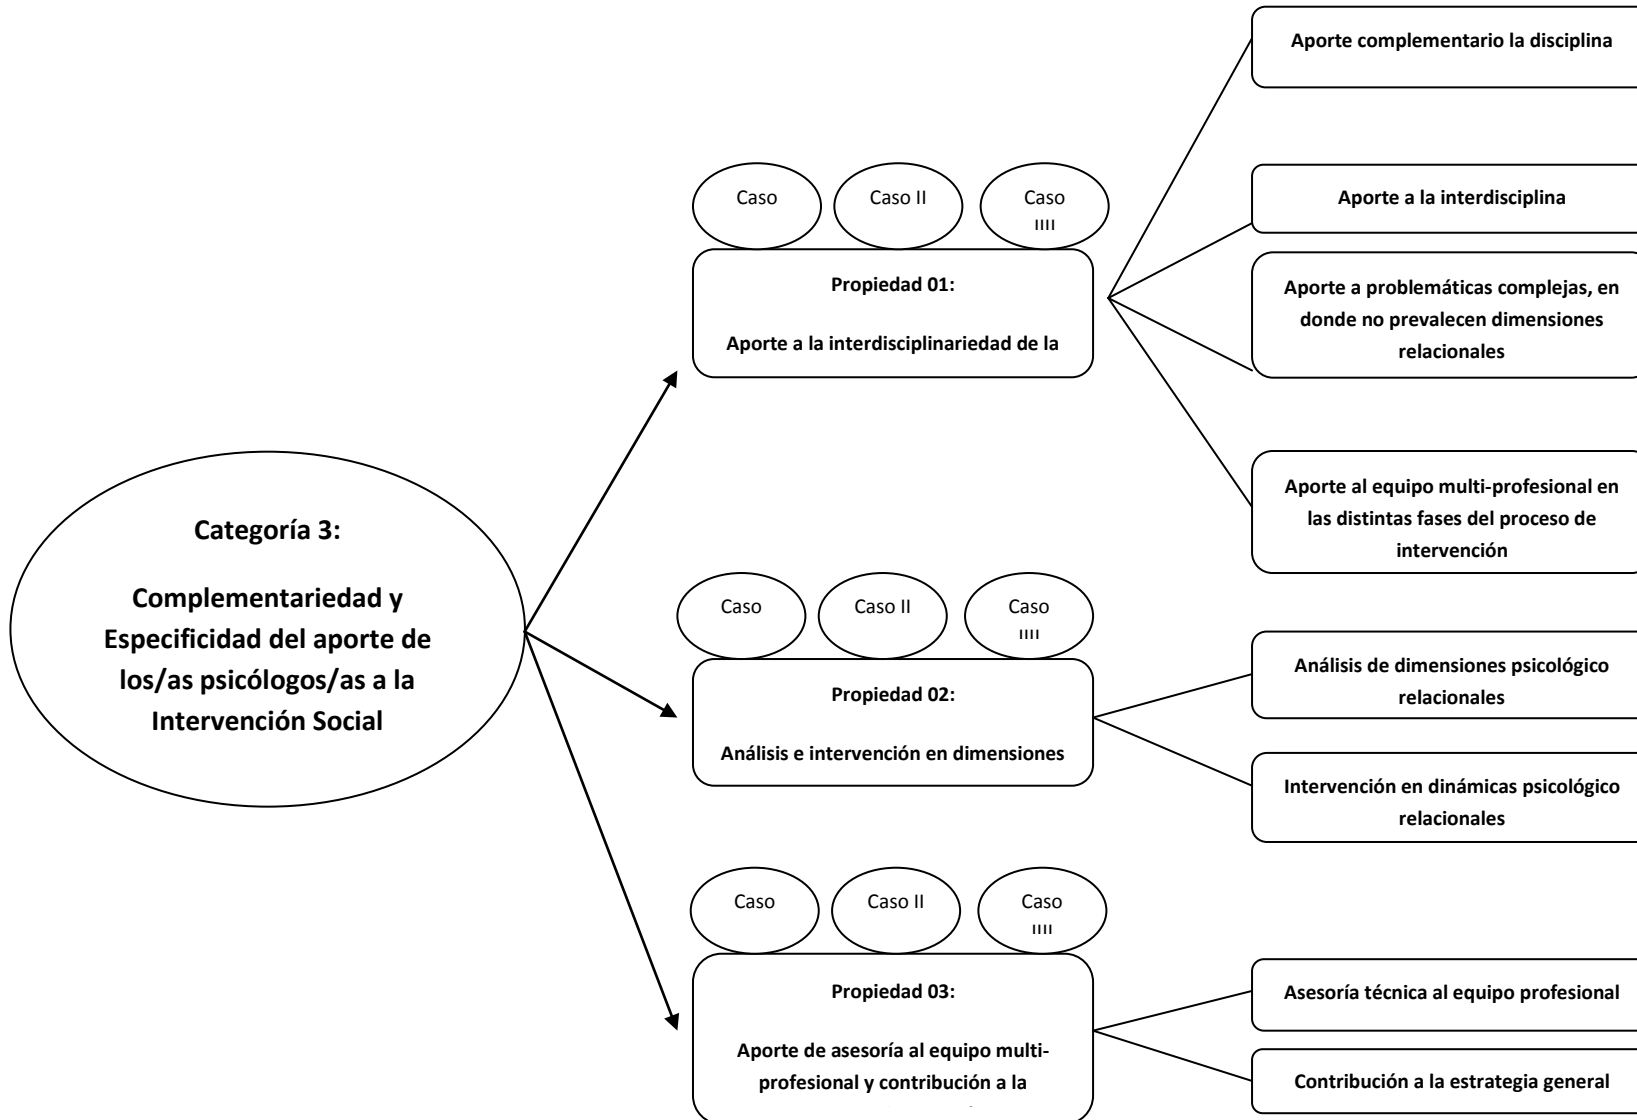 Aporte complementario la disciplina
Caso
Caso II
Caso
IIII
Aporte a la interdisciplina
Propiedad 01:
Aporte a la interdisciplinariedad de la
Aporte a problemáticas complejas, en
donde no prevalecen dimensiones
relacionales
Aporte al equipo multi-profesional en
las distintas fases del proceso de
intervención
Categoría 3:
Complementariedad y
Especificidad del aporte de
los/as psicólogos/as a la
Intervención Social
Caso
Caso II
Caso
IIII
Propiedad 02:
Análisis e intervención en dimensiones
Análisis de dimensiones psicológico
relacionales
Intervención en dinámicas psicológico
relacionales
Caso
Caso II
Caso
IIII
Propiedad 03:
Aporte de asesoría al equipo multi-
profesional y contribución a la
Asesoría técnica al equipo profesional
Contribución a la estrategia general